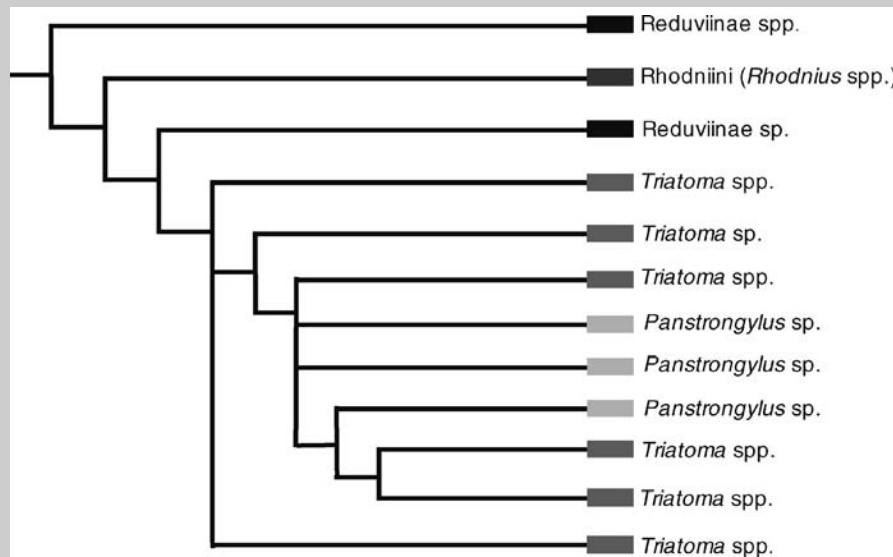 Reduviinae spp.
Rhodniini (Rhodnius spp.)
Reduviinae sp.
Triatoma spp.
Triatoma sp.
Triatoma spp.
Panstrongylus sp.
Panstrongylus sp.
Panstrongylus sp.
Triatoma spp.
Triatoma spp.
Triatoma spp.